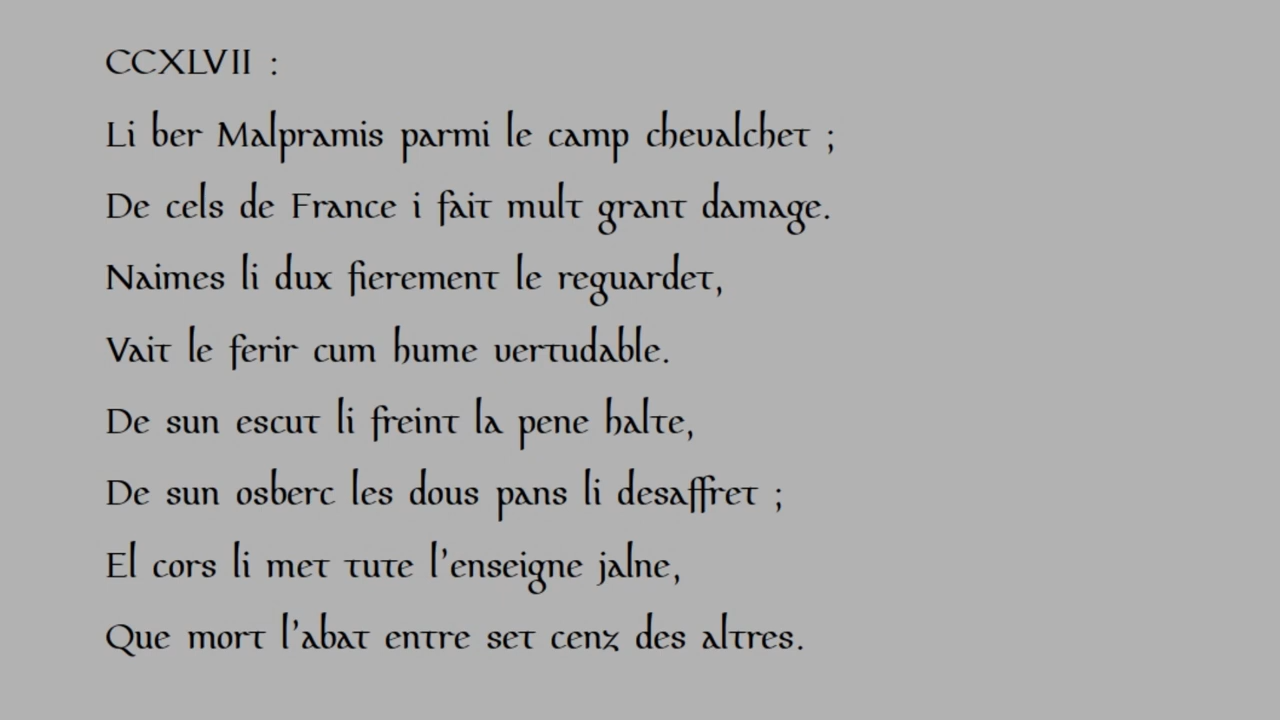 CCXLVII :
Li ber Malpramis parmi le camp chevalchet ;
De cels de France i fait mult grant damage.
Naimes li dux fierement le reguardet,
Vait le ferir cum hume vertudable.
De sun escut li freint la pene halte,
De sun osberc les dous pans li desaffret ;
El cors li met tute l'enseigne jalne,
Que mort l'abat entre set cenz des altres.